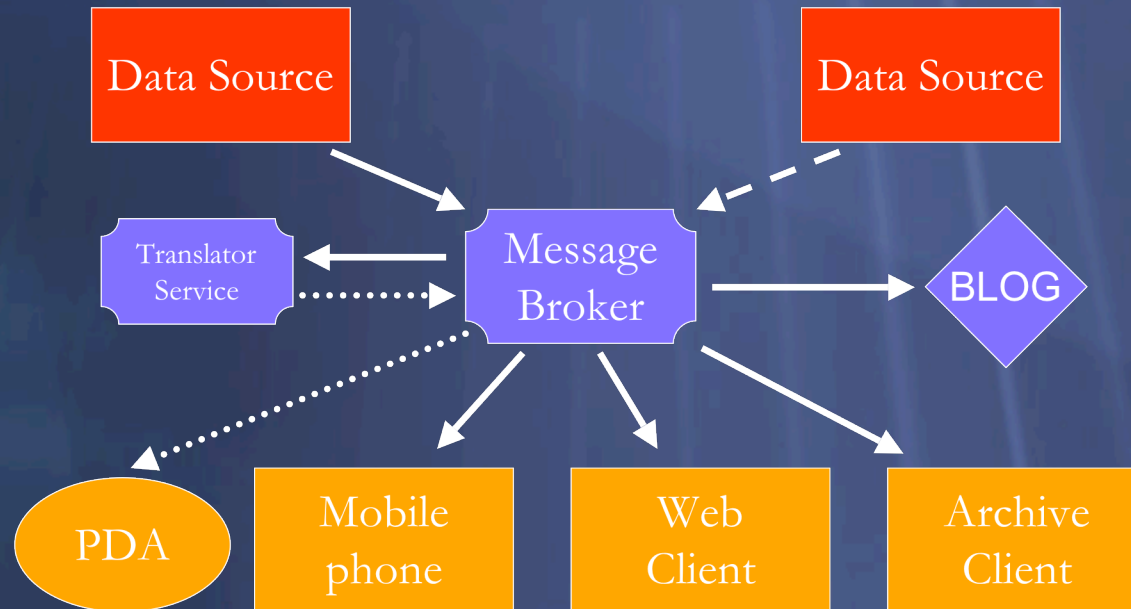 Data Source
Data Source
Translator
Service
Message
Broker
BLOG
PDA
Mobile
phone
Web
Client
Archive
Client